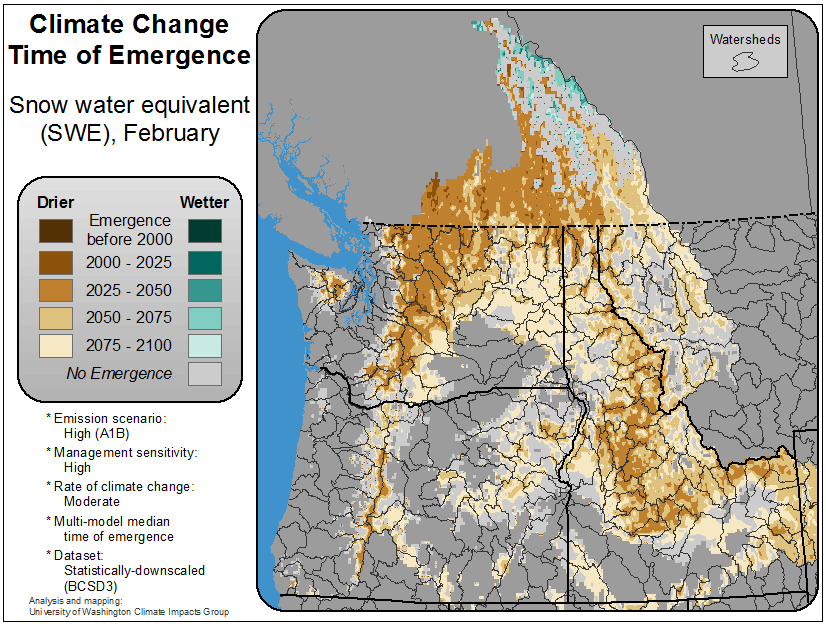 Climate Change
Time of Emergence
Snow water equivalent
(SWE), February
Drier
Wetter
Emergence
before 2000
2000 - 2025
2025 - 2050
2050 - 2075
2075 - 2100
No Emergence
* Emission scenario:
High (A1B)
* Management sensitivity:
High
* Rate of climate change:
Moderate
* Multi-model median
time of emergence
* Dataset:
Statistically-downscaled
(BCSD3)
Analysis and mapping:
University of Washington Climate Impacts Group
Watersheds